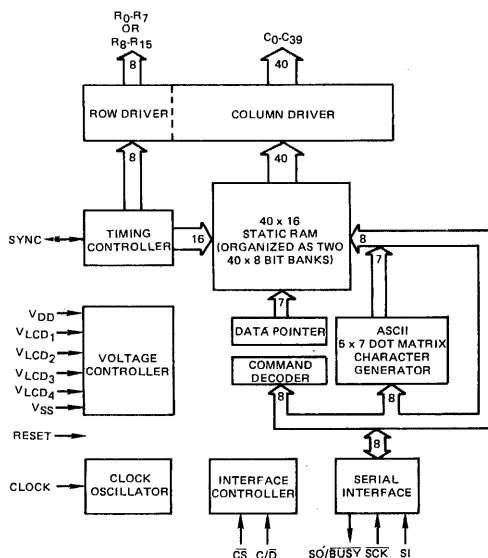 R0-R7
OR
R8-R15
C0-C39
8
40
ROW DRIVER
COLUMN DRIVER
8
40
SYNC
TIMING
CONTROLLER
16
40 x 16
STATIC RAM
(ORGANIZED AS TWO
40 x 8 BIT BANKS)
8
7
7
VDD
VLCD1
VLCD2
VLCD3
VLCD4
VSS
VOLTAGE
CONTROLLER
DATA POINTER
COMMAND
DECODER
ASCII
5 x 7 DOT MATRIX
CHARACTER
GENERATOR
8
8
RESET
8
CLOCK
CLOCK
OSCILLATOR
INTERFACE
CONTROLLER
SERIAL
INTERFACE
C̅S̅
C/D̅
SO/B̅U̅S̅Y̅
S̅C̅K̅
SI